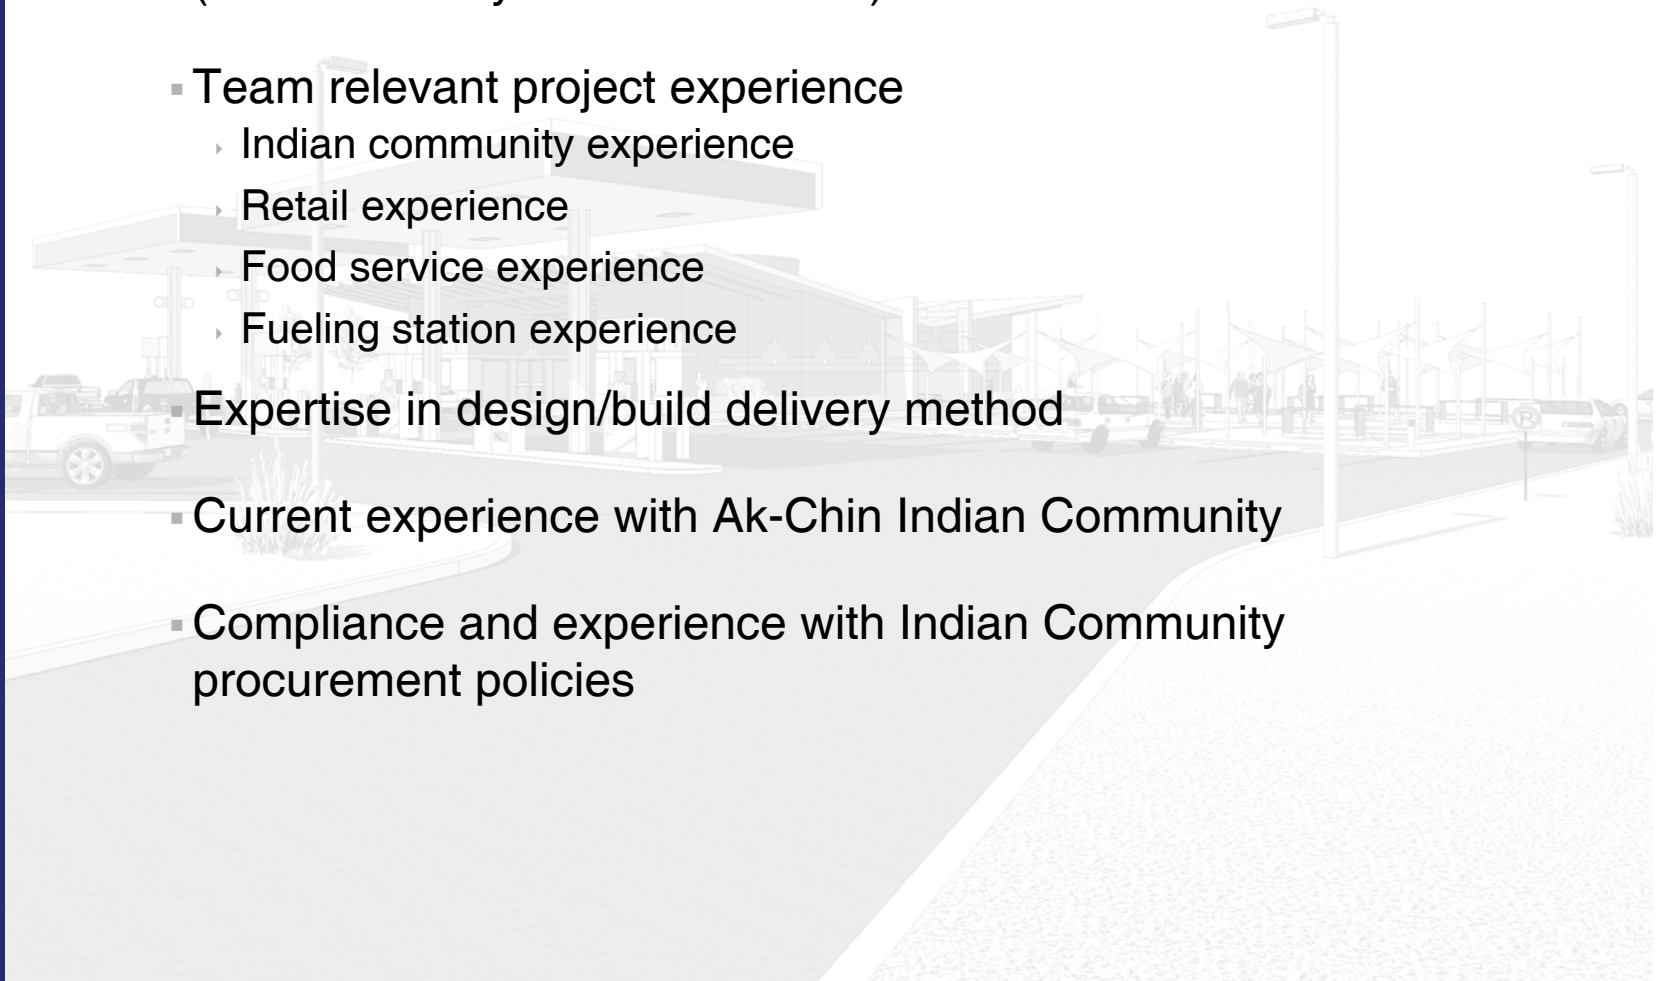 Team relevant project experience
Indian community experience
Retail experience
Food service experience
Fueling station experience
Expertise in design/build delivery method
Current experience with Ak-Chin Indian Community
Compliance and experience with Indian Community
procurement policies